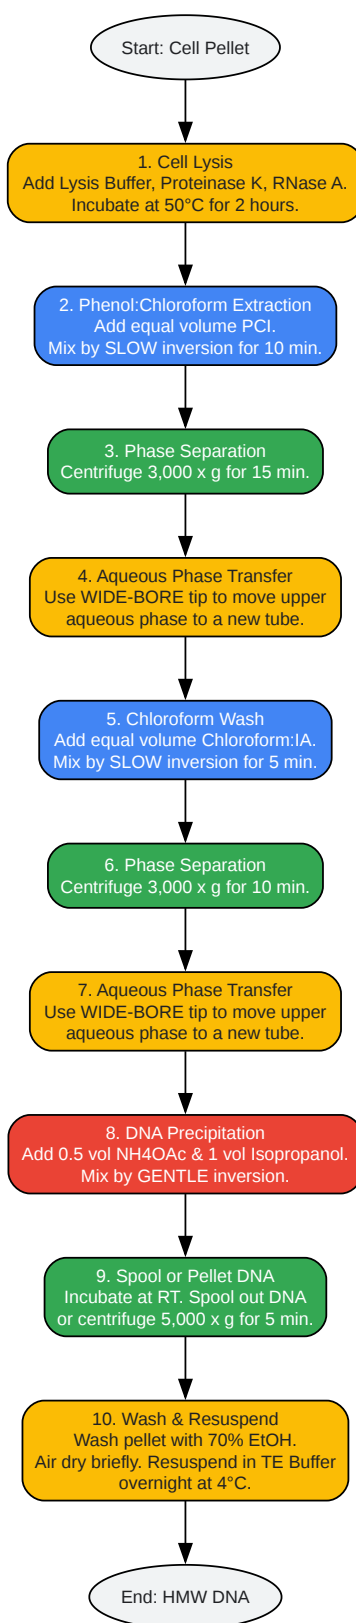 Start: Cell Pellet
1. Cell Lysis
Add Lysis Buffer, Proteinase K, RNase A.
Incubate at 50°C for 2 hours.
2. Phenol:Chloroform Extraction
Add equal volume PCI.
Mix by SLOW inversion for 10 min.
3. Phase Separation
Centrifuge 3,000 x g for 15 min.
4. Aqueous Phase Transfer
Use WIDE-BORE tip to move upper
aqueous phase to a new tube.
5. Chloroform Wash
Add equal volume Chloroform:IA.
Mix by SLOW inversion for 5 min.
6. Phase Separation
Centrifuge 3,000 x g for 10 min.
7. Aqueous Phase Transfer
Use WIDE-BORE tip to move upper
aqueous phase to a new tube.
8. DNA Precipitation
Add 0.5 vol NH4OAc & 1 vol Isopropanol.
Mix by GENTLE inversion.
9. Spool or Pellet DNA
Incubate at RT. Spool out DNA
or centrifuge 5,000 x g for 5 min.
10. Wash & Resuspend
Wash pellet with 70% EtOH.
Air dry briefly. Resuspend in TE Buffer
overnight at 4°C.
End: HMW DNA